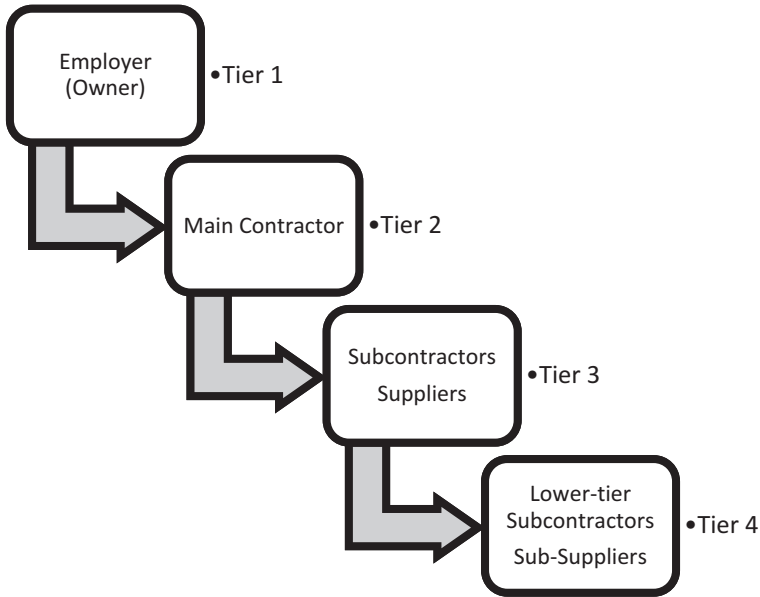 Employer
(Owner)
•Tier 1
Main Contractor
•Tier 2
Subcontractors
Suppliers
•Tier 3
Lower-tier
Subcontractors
Sub-Suppliers
•Tier 4